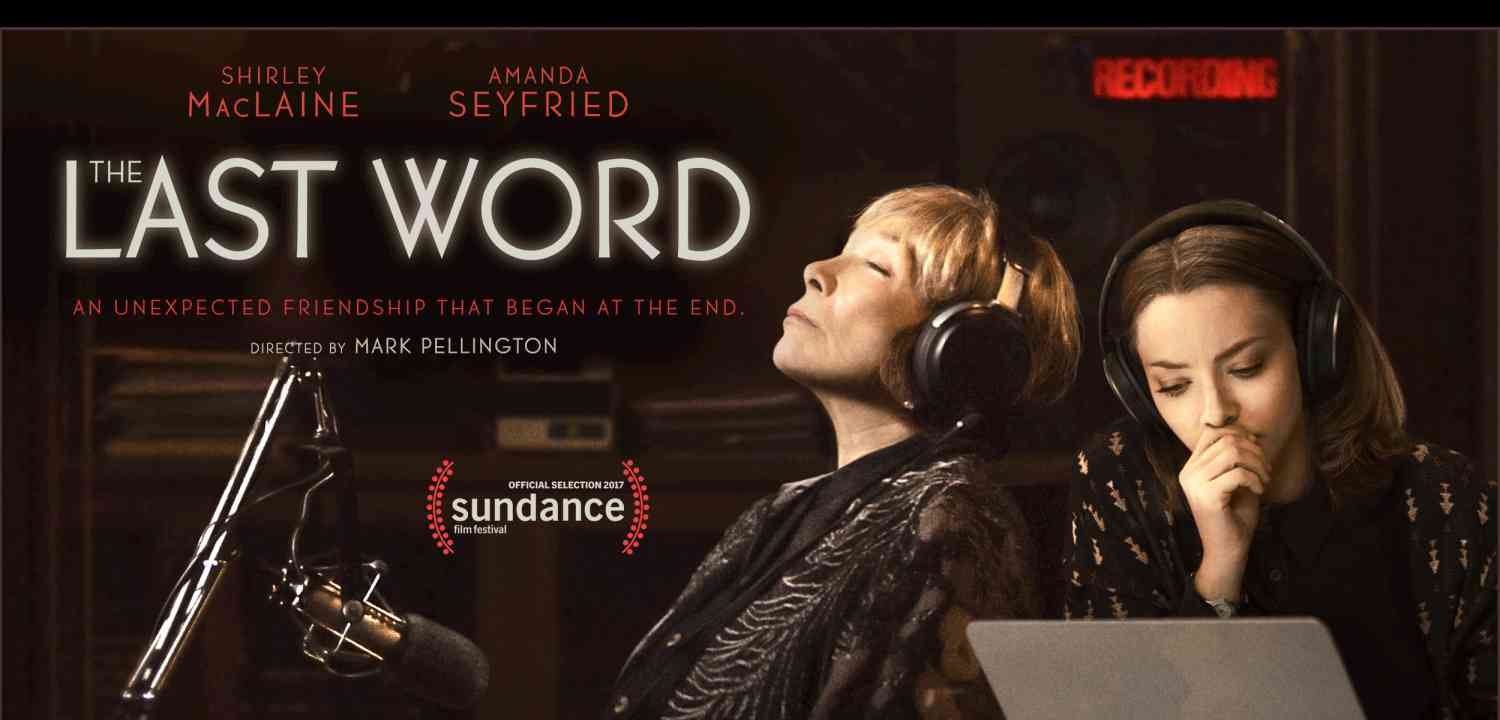 SHIRLEY
MACLAINE
AMANDA
SEYFRIED
RECORDING
THE LAST WORD
AN UNEXPECTED FRIENDSHIP THAT BEGAN AT THE END.
DIRECTED BY MARK PELLINGTON
OFFICIAL SELECTION 2017
sundance
film festival